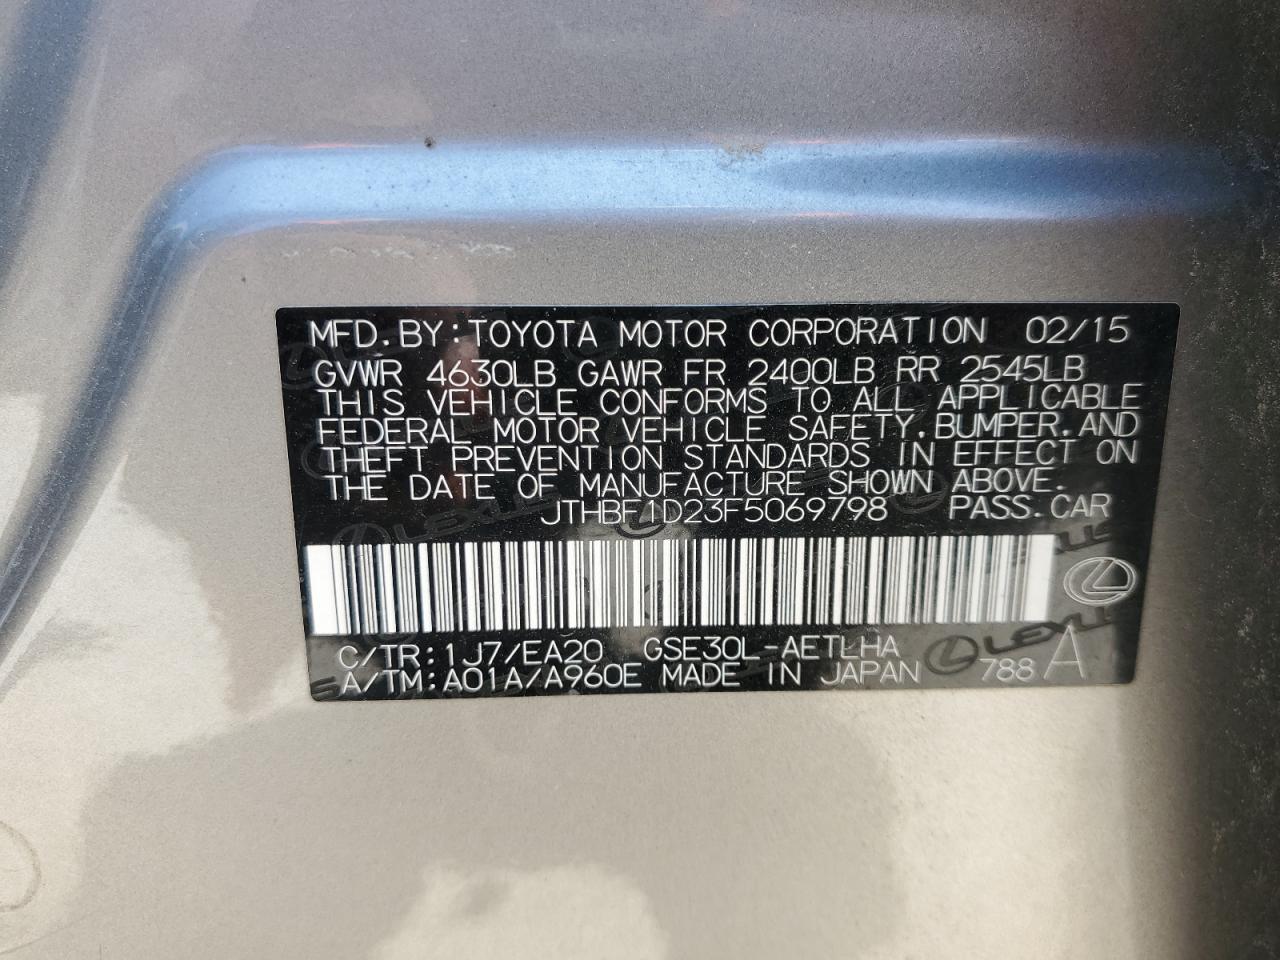 MFD.BY:TOYOTA MOTOR CORPORATION 02/15
GVWR 4630LB GAWR FR 2400LB RR 2545LB
THIS VEHICLE CONFORMS TO ALL APPLICABLE
FEDERAL MOTOR VEHICLE SAFETY,BUMPER,AND
THEFT PREVENTION STANDARDS IN EFFECT ON
THE DATE OF MANUFACTURE SHOWN ABOVE.
JTHBF1D23F5069798 PASS.CAR
C/TR:1J7/EA20 GSE30L-AETLHA
A/TM:A01A/A960E MADE IN JAPAN 788 A
LEXUS
LEXUS